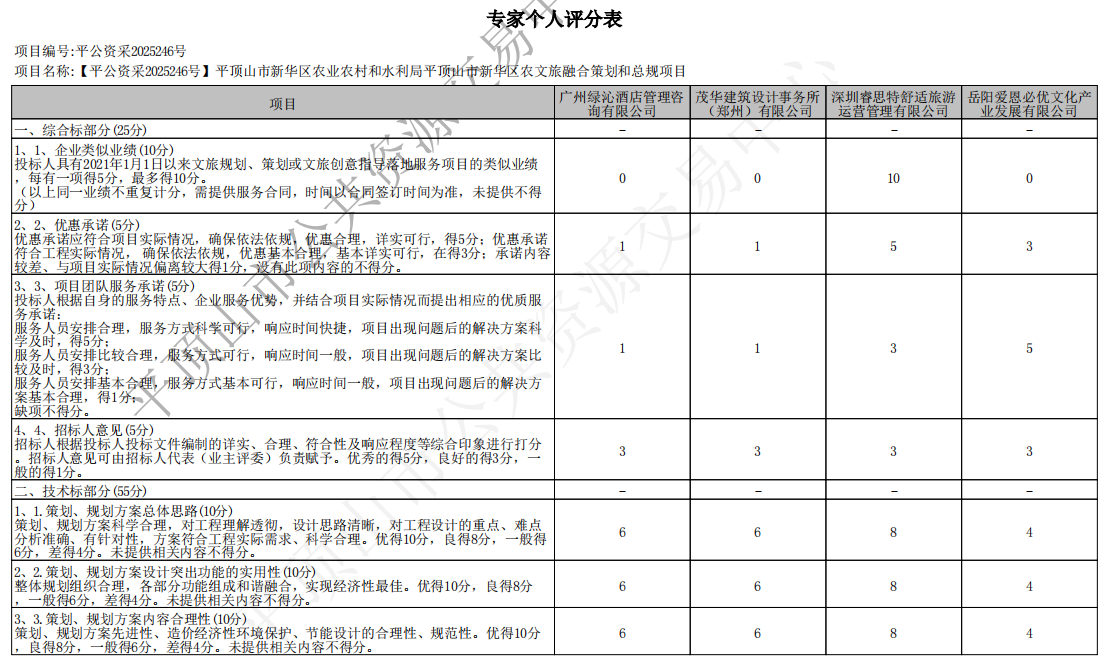 专家个人评分表
项目编号:平公资采2025246号
项目名称:【平公资采2025246号】平顶山市新华区农业农村和水利局平顶山市新华区农文旅融合策划和总规项目
项目
广州绿沁酒店管理咨
询有限公司
茂华建筑设计事务所
（郑州）有限公司
深圳睿思特舒适旅游
运营管理有限公司
岳阳爱恩必优文化产
业发展有限公司
一、综合标部分(25分)
－ － － －
1、1、企业类似业绩(10分)
投标人具有2021年1月1日以来文旅规划、策划或文旅创意指导落地服务项目的类似业绩
，每有一项得5分，最多得10分。
（以上同一业绩不重复计分，需提供服务合同，时间以合同签订时间为准，未提供不得
分）
0 0 10 0
2、2、优惠承诺(5分)
优惠承诺应符合项目实际情况，确保依法依规，优惠合理，详实可行，得5分；优惠承诺
符合工程实际情况， 确保依法依规，优惠基本合理，基本详实可行，在得3分；承诺内容
较差、与项目实际情况偏离较大得1分，没有此项内容的不得分。
1 1 5 3
3、3、项目团队服务承诺(5分)
投标人根据自身的服务特点、企业服务优势，并结合项目实际情况而提出相应的优质服
务承诺：
服务人员安排合理，服务方式科学可行，响应时间快捷，项目出现问题后的解决方案科
学及时，得5分；
服务人员安排比较合理，服务方式可行，响应时间一般，项目出现问题后的解决方案比
较及时，得3分；
服务人员安排基本合理，服务方式基本可行，响应时间一般，项目出现问题后的解决方
案基本合理，得1分；
缺项不得分。
1 1 3 5
4、4、招标人意见(5分)
招标人根据投标人投标文件编制的详实、合理、符合性及响应程度等综合印象进行打分
。招标人意见可由招标人代表（业主评委）负责赋予。优秀的得5分，良好的得3分，一
般的得1分。
3 3 3 3
二、技术标部分(55分)
－ － － －
1、1.策划、规划方案总体思路(10分)
策划、规划方案科学合理，对工程理解透彻，设计思路清晰，对工程设计的重点、难点
分析准确、有针对性，方案符合工程实际需求、科学合理。优得10分，良得8分，一般得
6分，差得4分。未提供相关内容不得分。
6 6 8 4
2、2.策划、规划方案设计突出功能的实用性(10分)
整体规划组织合理，各部分功能组成和谐融合，实现经济性最佳。优得10分，良得8分
，一般得6分，差得4分。未提供相关内容不得分。
6 6 8 4
3、3.策划、规划方案内容合理性(10分)
策划、规划方案先进性、造价经济性环境保护、节能设计的合理性、规范性。优得10分
，良得8分，一般得6分，差得4分。未提供相关内容不得分。
6 6 8 4
平顶山市公共资源交易中
平顶山市公共资源交易中心